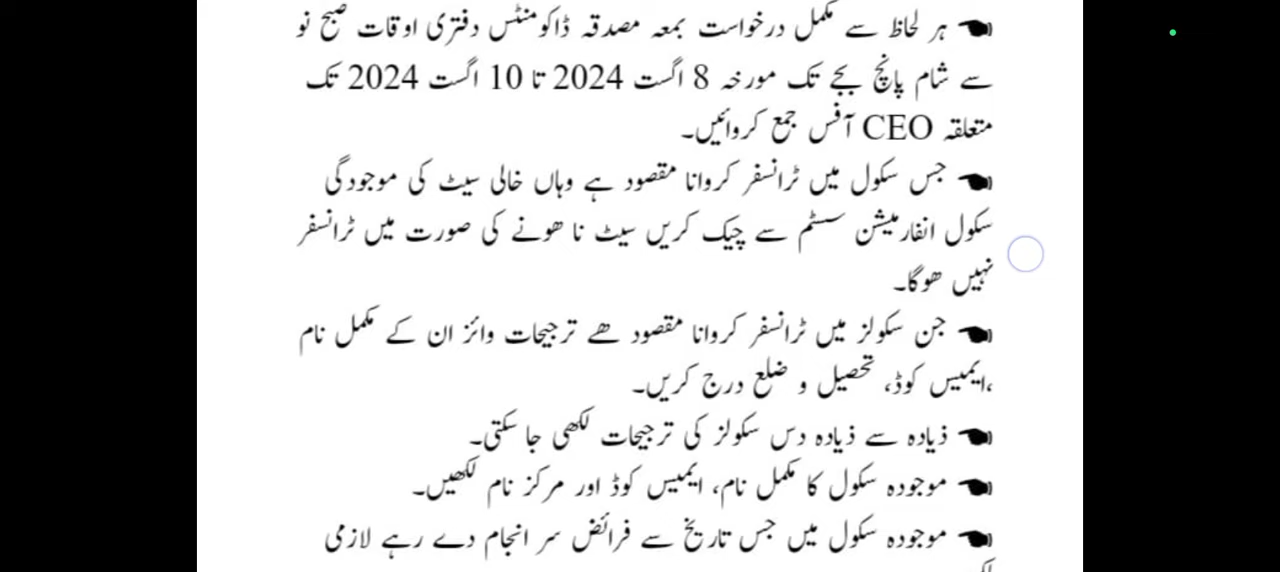 ہر لحاظ سے مکمل درخواست بمعہ مصدقہ ڈاکومنٹس دفتری اوقات صبح نو
سے شام پانچ بجے تک مورخہ 8 اگست 2024 تا 10 اگست 2024 تک
متعلقہ CEO آفس جمع کروائیں۔
جس سکول میں ٹرانسفر کروانا مقصود ہے وہاں خالی سیٹ کی موجودگی
سکول انفارمیشن سسٹم سے چیک کریں سیٹ نا ھونے کی صورت میں ٹرانسفر
نہیں ھوگا۔
جن سکولز میں ٹرانسفر کروانا مقصود ھے ترجیحات وائز ان کے مکمل نام
،ایمیس کوڈ، تحصیل و ضلع درج کریں۔
ذیادہ سے ذیادہ دس سکولز کی ترجیحات لکھی جا سکتی۔
موجودہ سکول کا مکمل نام، ایمیس کوڈ اور مرکز نام لکھیں۔
موجودہ سکول میں جس تاریخ سے فرائض سر انجام دے رہے لازمی